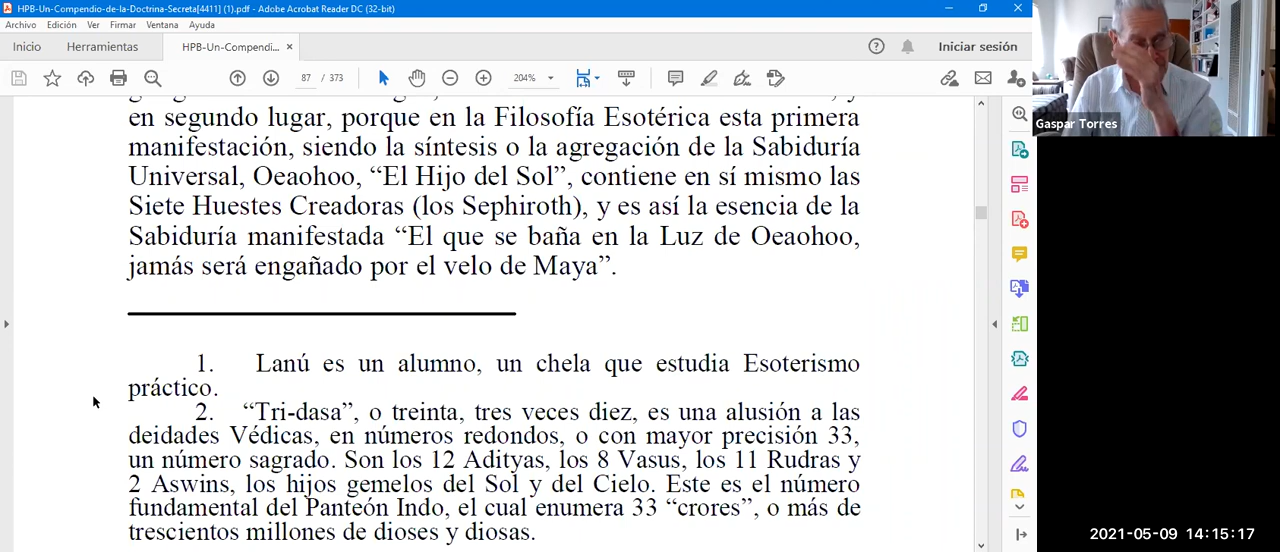 HPB-Un-Compendio-de-la-Doctrina-Secreta[4411] (1).pdf - Adobe Acrobat Reader DC (32-bit)
Archivo Edición Ver Firmar Ventana Ayuda
Inicio Herramientas HPB-Un-Compendi... × Iniciar sesión
87 / 373 204%
en segundo lugar, porque en la Filosofía Esotérica esta primera
manifestación, siendo la síntesis o la agregación de la Sabiduría
Universal, Oeaohoo, “El Hijo del Sol”, contiene en sí mismo las
Siete Huestes Creadoras (los Sephiroth), y es así la esencia de la
Sabiduría manifestada “El que se baña en la Luz de Oeaohoo,
jamás será engañado por el velo de Maya”.
1. Lanú es un alumno, un chela que estudia Esoterismo
práctico.
2. “Tri-dasa”, o treinta, tres veces diez, es una alusión a las
deidades Védicas, en números redondos, o con mayor precisión 33,
un número sagrado. Son los 12 Adityas, los 8 Vasus, los 11 Rudras y
2 Aswins, los hijos gemelos del Sol y del Cielo. Este es el número
fundamental del Panteón Indo, el cual enumera 33 “crores”, o más de
trescientos millones de dioses y diosas.
Gaspar Torres
2021-05-09 14:15:17